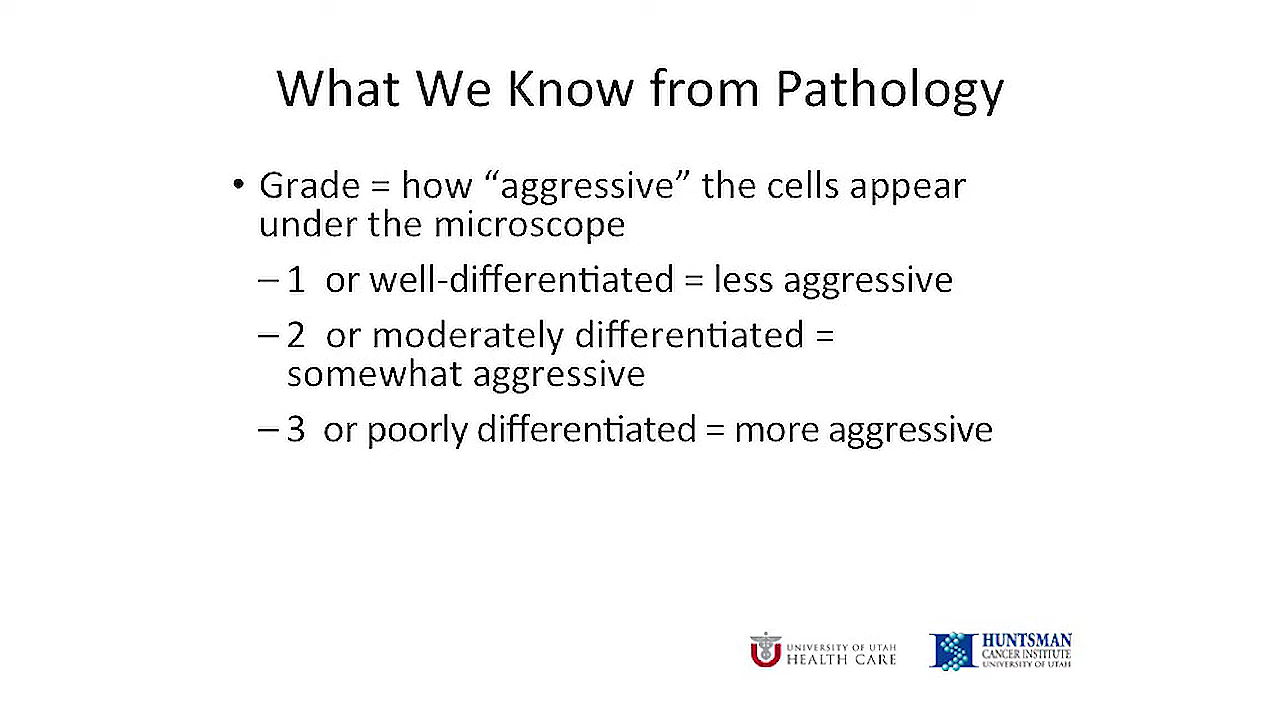 What We Know from Pathology
• Grade = how “aggressive” the cells appear
under the microscope
– 1  or well-differentiated = less aggressive
– 2  or moderately differentiated =
somewhat aggressive
– 3  or poorly differentiated = more aggressive
UNIVERSITY OF UTAH
HEALTH CARE
HUNTSMAN
CANCER INSTITUTE
UNIVERSITY OF UTAH